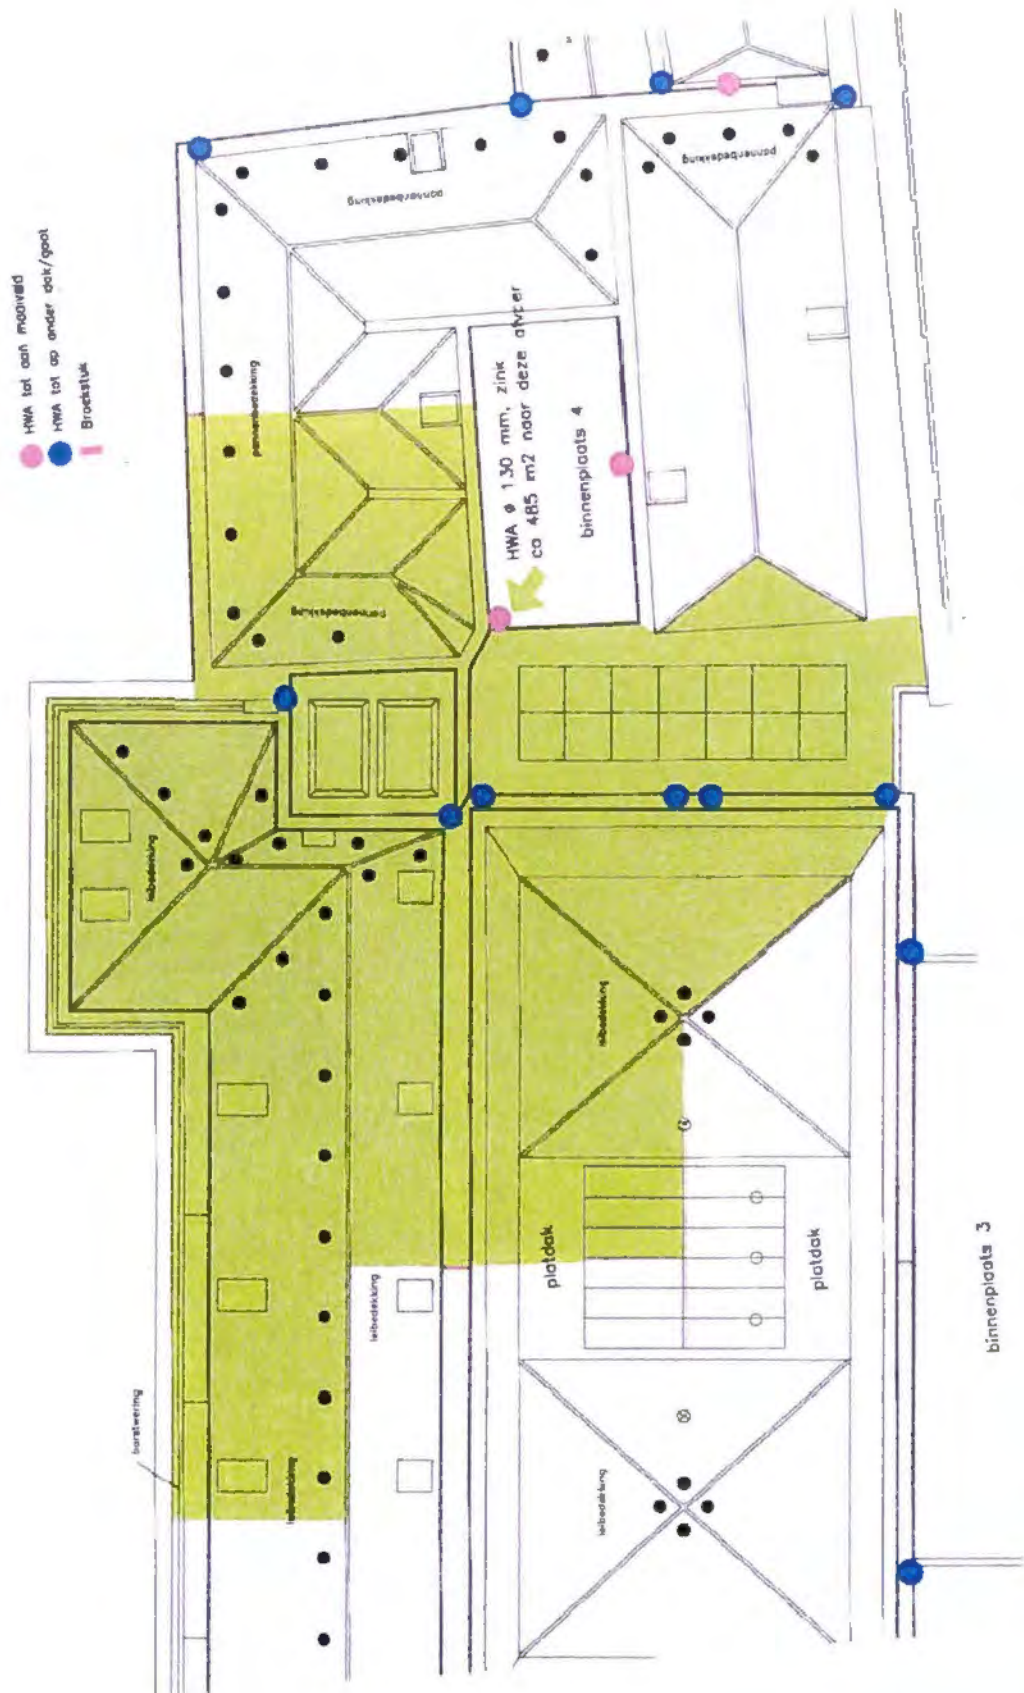 HWA tot aan maaiveld
HWA tot op ander dak/goot
Broekstuk
pannenbedekking
pannenbedekking
pannenbedekking
pannenbedekking
HWA ø 130 mm, zink
ca 485 m2 naar deze afvoer
binnenplaats 4
leibedekking
leibedekking
platdak
platdak
leibedekking
borstwering
leibedekking
leibedekking
binnenplaats 3